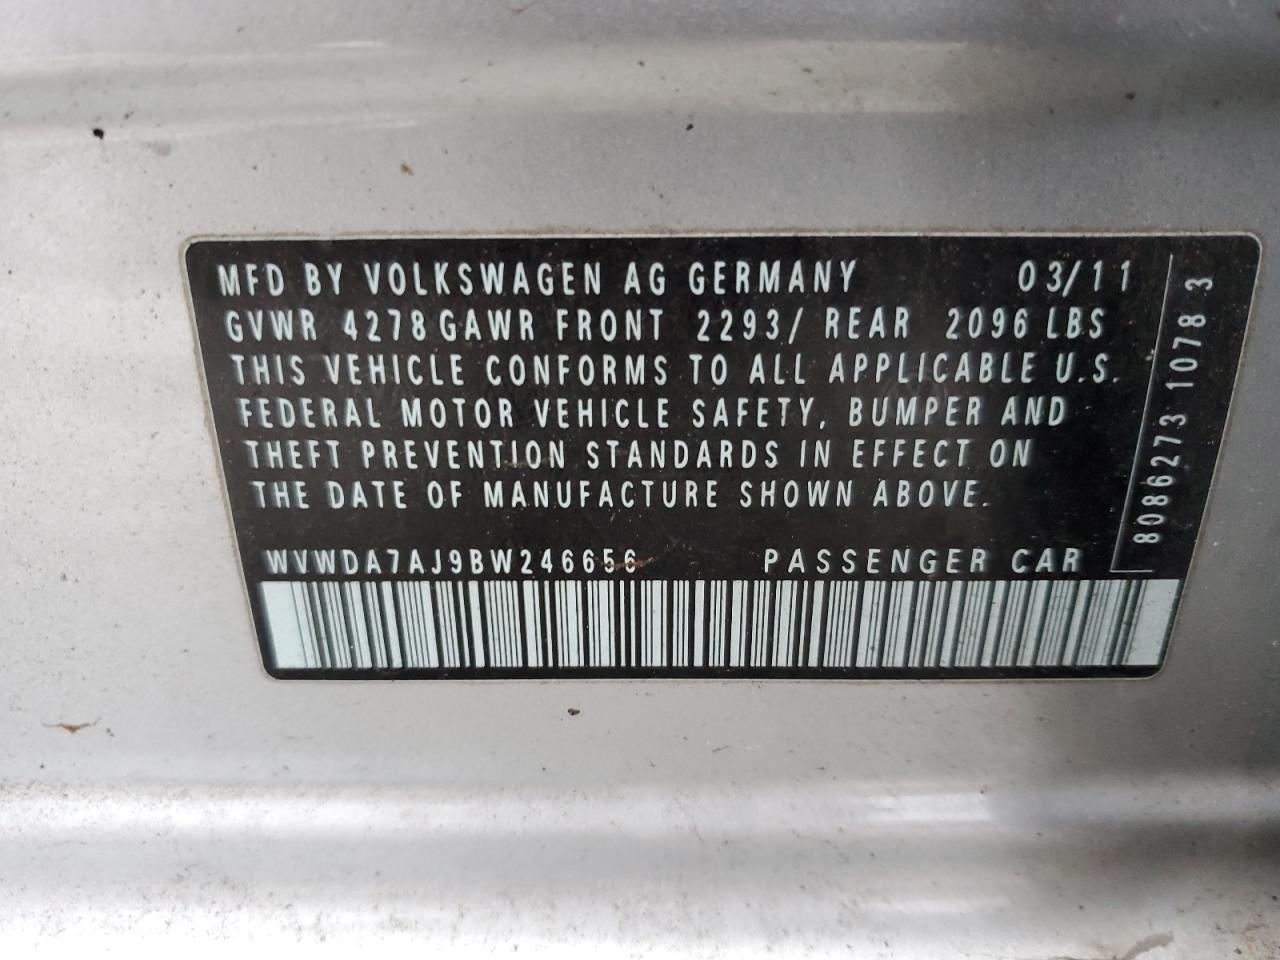 MFD BY VOLKSWAGEN AG GERMANY 03/11
GVWR 4278 GAWR FRONT 2293/ REAR 2096 LBS
THIS VEHICLE CONFORMS TO ALL APPLICABLE U.S.
FEDERAL MOTOR VEHICLE SAFETY, BUMPER AND
THEFT PREVENTION STANDARDS IN EFFECT ON
THE DATE OF MANUFACTURE SHOWN ABOVE.
WVWDA7AJ9BW246656 PASSENGER CAR
8086273 1078 3